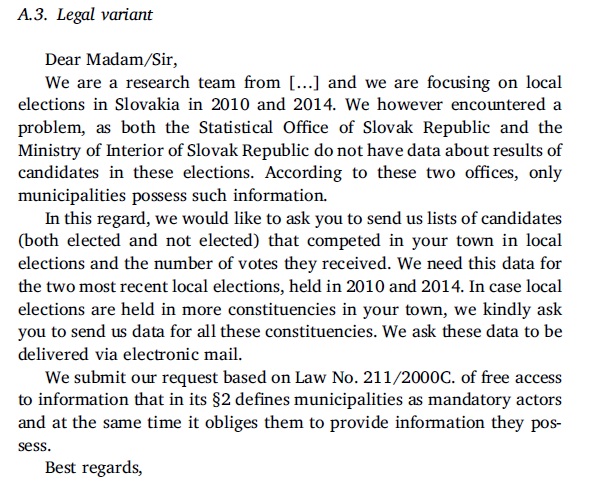 A.3. Legal variant
Dear Madam/Sir,
We are a research team from […] and we are focusing on local
elections in Slovakia in 2010 and 2014. We however encountered a
problem, as both the Statistical Office of Slovak Republic and the
Ministry of Interior of Slovak Republic do not have data about results of
candidates in these elections. According to these two offices, only
municipalities possess such information.
In this regard, we would like to ask you to send us lists of candidates
(both elected and not elected) that competed in your town in local
elections and the number of votes they received. We need this data for
the two most recent local elections, held in 2010 and 2014. In case local
elections are held in more constituencies in your town, we kindly ask
you to send us data for all these constituencies. We ask these data to be
delivered via electronic mail.
We submit our request based on Law No. 211/2000C. of free access
to information that in its §2 defines municipalities as mandatory actors
and at the same time it obliges them to provide information they pos-
sess.
Best regards,